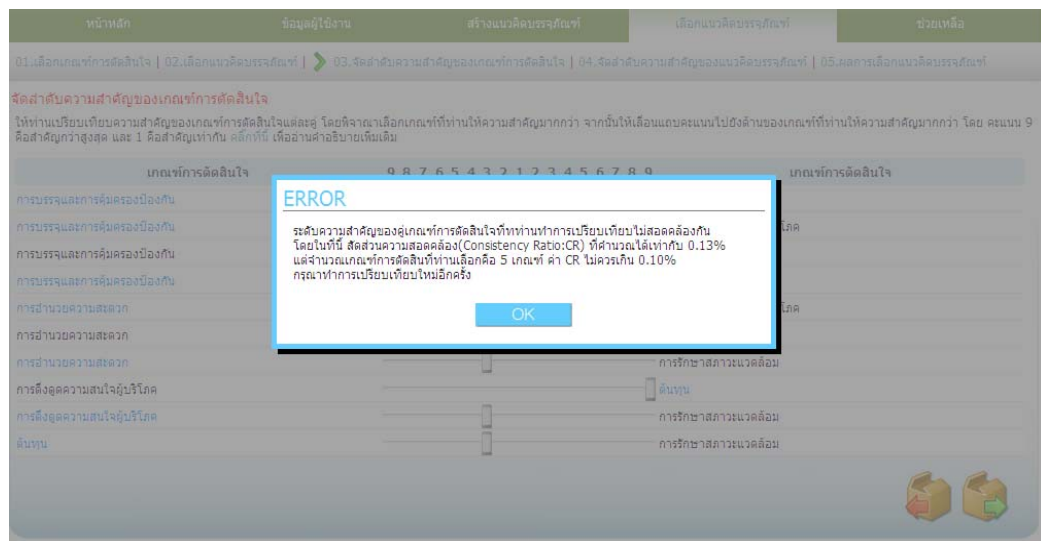 หน้าหลัก ข้อมูลผู้ใช้งาน สร้างแนวคิดบรรจุภัณฑ์ เลือกแนวคิดบรรจุภัณฑ์ ช่วยเหลือ
01.เลือกเกณฑ์การตัดสินใจ | 02.เลือกแนวคิดบรรจุภัณฑ์ | 03.จัดลำดับความสำคัญของเกณฑ์การตัดสินใจ | 04.จัดลำดับความสำคัญของแนวคิดบรรจุภัณฑ์ | 05.ผลการเลือกแนวคิดบรรจุภัณฑ์
จัดลำดับความสำคัญของเกณฑ์การตัดสินใจ
ให้ท่านเปรียบเทียบความสำคัญของเกณฑ์การตัดสินใจแต่ละคู่ โดยพิจาณาเลือกเกณฑ์ที่ท่านให้ความสำคัญมากกว่า จากนั้นให้เลือนแถบคะแนนไปยังด้านของเกณฑ์ที่ท่านให้ความสำคัญมากกว่า โดย คะแนน 9
คือสำคัญกว่าสูงสุด และ 1 คือสำคัญเท่ากัน คลิ๊กที่นี่ เพื่ออ่านคำอธิบายเพิ่มเติม
เกณฑ์การตัดสินใจ 9 8 7 6 5 4 3 2 1 2 3 4 5 6 7 8 9 เกณฑ์การตัดสินใจ
การบรรจุและการคุ้มครองป้องกัน
การบรรจุและการคุ้มครองป้องกัน โภค
การบรรจุและการคุ้มครองป้องกัน
การบรรจุและการคุ้มครองป้องกัน
การอำนวยความสะดวก โภค
การอำนวยความสะดวก
การอำนวยความสะดวก การรักษาสภาวะแวดล้อม
การดึงดูดความสนใจผู้บริโภค ต้นทุน
การดึงดูดความสนใจผู้บริโภค การรักษาสภาวะแวดล้อม
ต้นทุน การรักษาสภาวะแวดล้อม
ERROR
ระดับความสำคัญของคู่เกณฑ์การตัดสินใจที่ทท่านทำการเปรียบเทียบไม่สอดคล้องกัน
โดยในที่นี้ สัดส่วนความสอดคล้อง(Consistency Ratio:CR) ที่คำนวณได้เท่ากับ 0.13%
แต่จำนวณเกณฑ์การตัดสินที่ท่านเลือกคือ 5 เกณฑ์ ค่า CR ไม่ควรเกิน 0.10%
กรุณาทำการเปรียบเทียบใหม่อีกครั้ง
OK